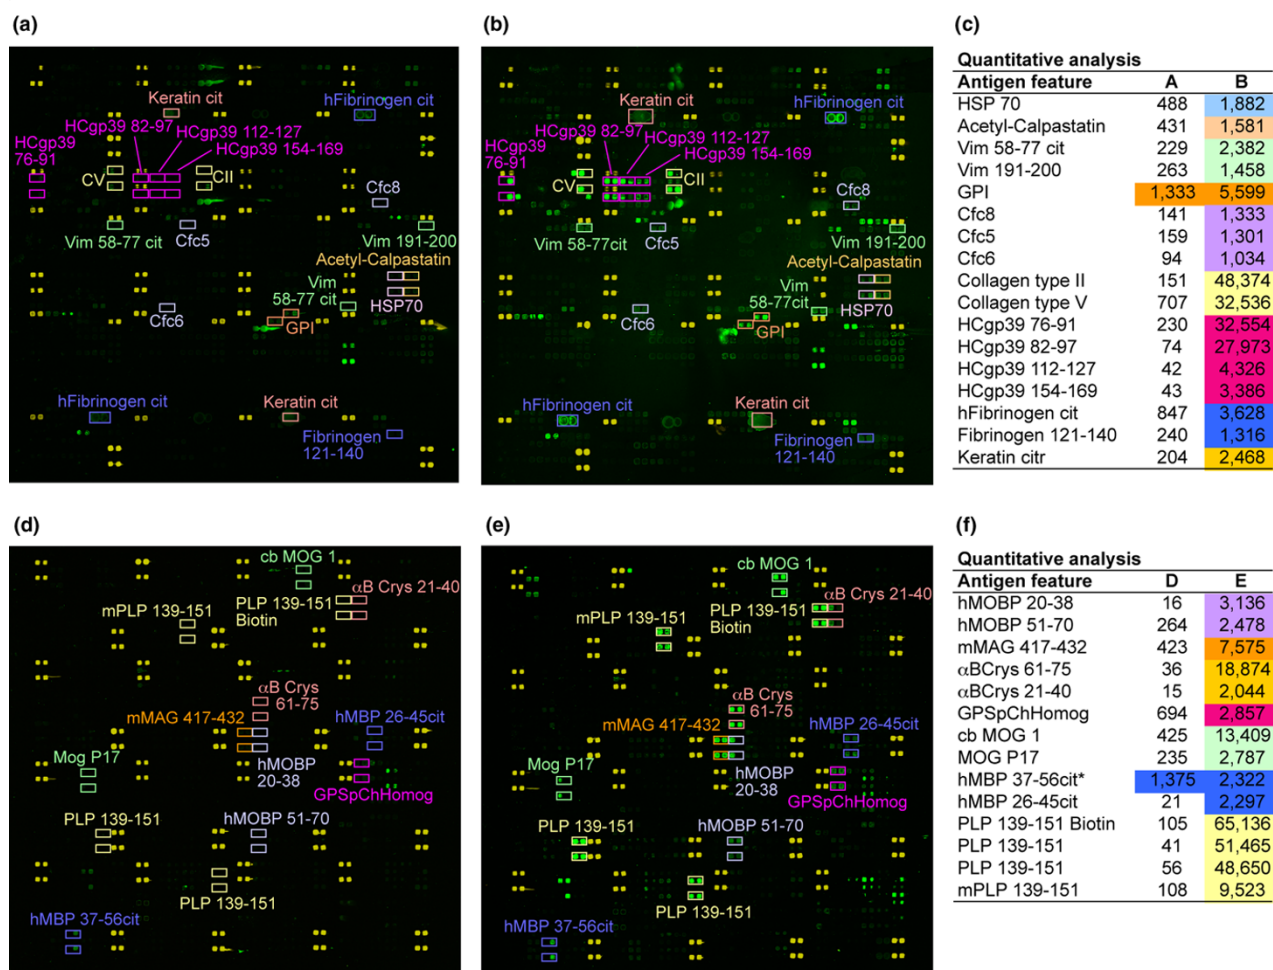 (a)
Keratin cit
hFibrinogen cit
HCgp39 82-97
HCgp39 112-127
HCgp39 154-169
HCgp39
76-91
CV
CII
Cfc8
Vim 58-77 cit
Cfc5
Vim 191-200
Acetyl-Calpastatin
Vim
58-77 cit
HSP70
Cfc6
GPI
hFibrinogen cit
Keratin cit
Fibrinogen
121-140
(b)
Keratin cit
hFibrinogen cit
HCgp39 82-97
HCgp39 112-127
HCgp39 154-169
HCgp39
76-91
CV
CII
Cfc8
Vim 58-77cit
Cfc5
Vim 191-200
Acetyl-Calpastatin
Vim
58-77cit
HSP70
Cfc6
GPI
hFibrinogen cit
Keratin cit
Fibrinogen
121-140
(c)
Quantitative analysis
Antigen feature A B
HSP 70 488 1,882
Acetyl-Calpastatin 431 1,581
Vim 58-77 cit 229 2,382
Vim 191-200 263 1,458
GPI 1,333 5,599
Cfc8 141 1,333
Cfc5 159 1,301
Cfc6 94 1,034
Collagen type II 151 48,374
Collagen type V 707 32,536
HCgp39 76-91 230 32,554
HCgp39 82-97 74 27,973
HCgp39 112-127 42 4,326
HCgp39 154-169 43 3,386
hFibrinogen cit 847 3,628
Fibrinogen 121-140 240 1,316
Keratin citr 204 2,468
(d)
cb MOG 1
αB Crys 21-40
PLP 139-151
Biotin
mPLP 139-151
αB Crys
61-75
mMAG 417-432
hMBP 26-45cit
Mog P17
hMOBP
20-38
GPSpChHomog
PLP 139-151
hMOBP 51-70
PLP 139-151
hMBP 37-56cit
(e)
cb MOG 1
αB Crys 21-40
PLP 139-151
Biotin
mPLP 139-151
αB Crys
61-75
mMAG 417-432
hMBP 26-45cit
Mog P17
hMOBP
20-38
GPSpChHomog
PLP 139-151
hMOBP 51-70
PLP 139-151
hMBP 37-56cit
(f)
Quantitative analysis
Antigen feature D E
hMOBP 20-38 16 3,136
hMOBP 51-70 264 2,478
mMAG 417-432 423 7,575
αBCrys 61-75 36 18,874
αBCrys 21-40 15 2,044
GPSpChHomog 694 2,857
cb MOG 1 425 13,409
MOG P17 235 2,787
hMBP 37-56cit* 1,375 2,322
hMBP 26-45cit 21 2,297
PLP 139-151 Biotin 105 65,136
PLP 139-151 41 51,465
PLP 139-151 56 48,650
mPLP 139-151 108 9,523